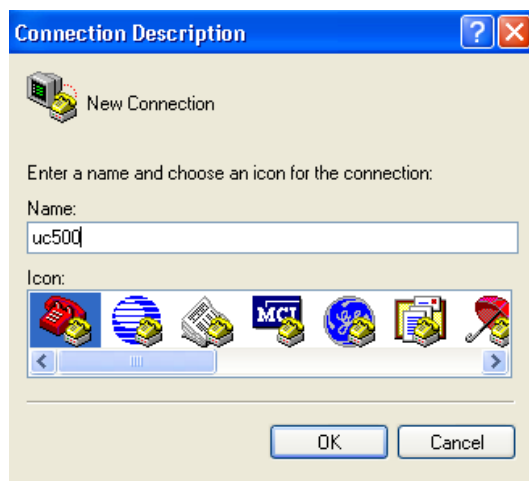 Connection Description
New Connection
Enter a name and choose an icon for the connection:
Name:
uc500
Icon:
MCI
OK
Cancel